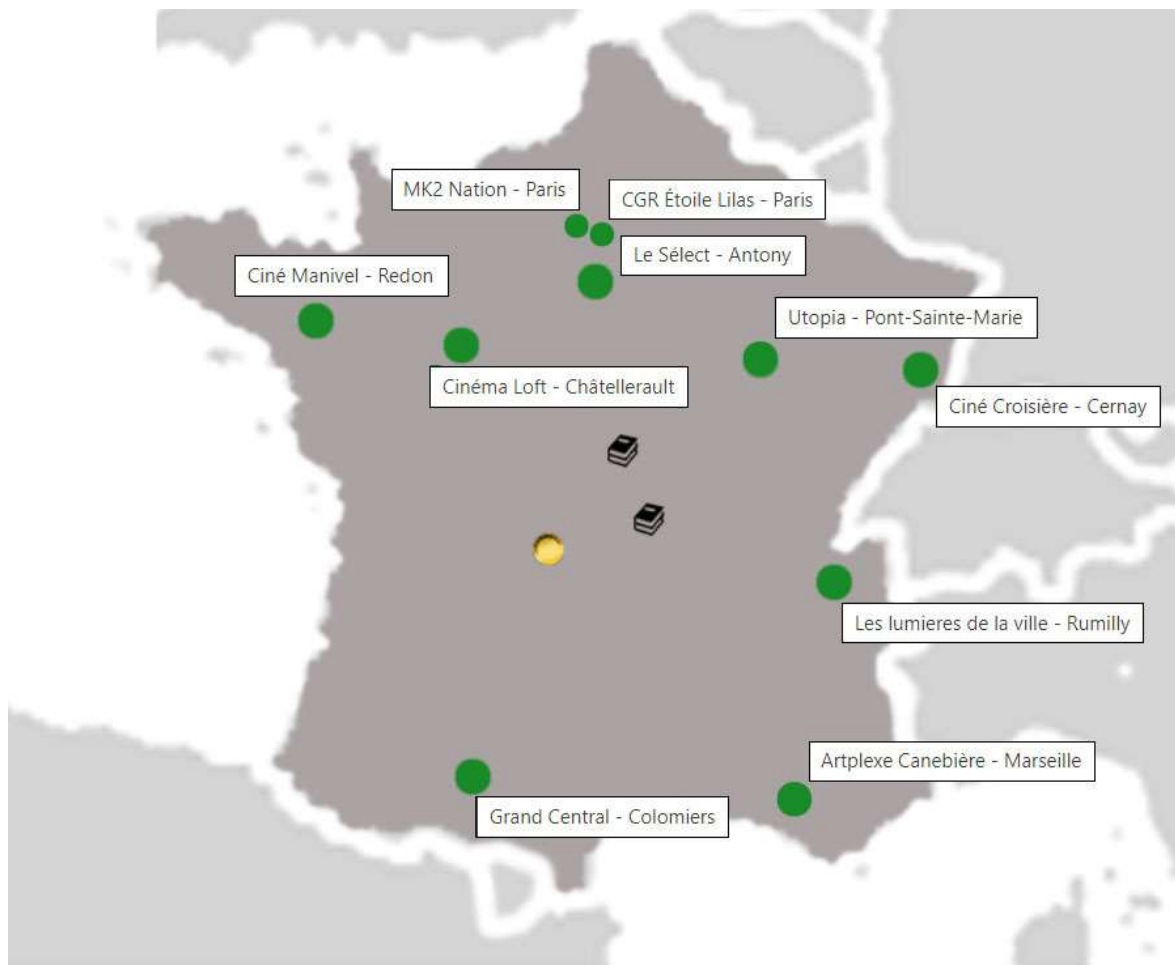 MK2 Nation - Paris
CGR Étoile Lilas - Paris
Le Sélect - Antony
Ciné Manivel - Redon
Utopia - Pont-Sainte-Marie
Cinéma Loft - Châtellerault
Ciné Croisière - Cernay
Les lumieres de la ville - Rumilly
Artplexe Canebière - Marseille
Grand Central - Colomiers